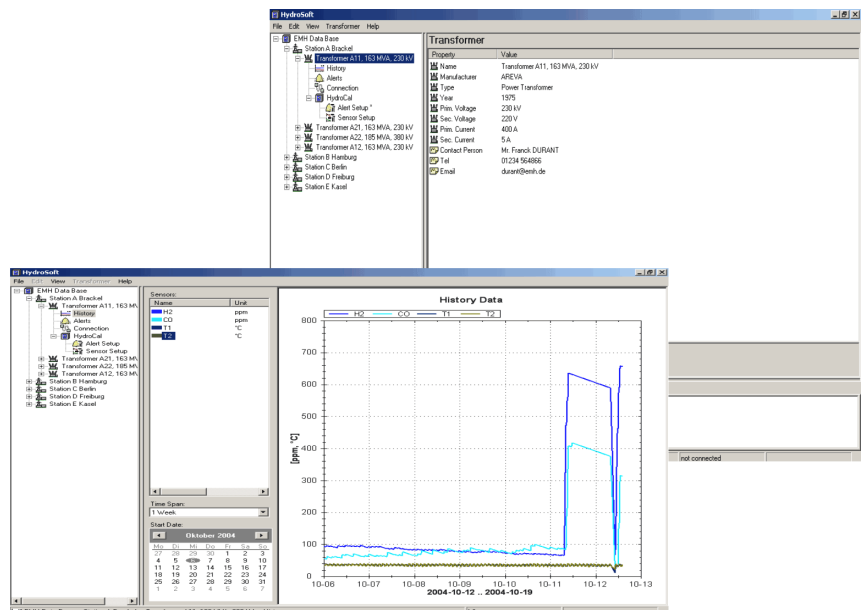 HydroSoft
File Edit View Transformer Help
EMH Data Base
Station A Brackel
Transformer A11, 163 MVA, 230 kV
History
Alerts
Connection
HydroCal
Alert Setup *
Sensor Setup
Transformer A21, 163 MVA, 230 kV
Transformer A22, 185 MVA, 380 kV
Transformer A12, 163 MVA, 230 kV
Station B Hamburg
Station C Berlin
Station D Freiburg
Station E Kasel
Transformer
Property Value
Name Transformer A11, 163 MVA, 230 kV
Manufacturer AREVA
Type Power Transformer
Year 1975
Prim. Voltage 230 kV
Sec. Voltage 220 V
Prim. Current 400 A
Sec. Current 5 A
Contact Person Mr. Franck DURANT
Tel 01234 564866
Email durant@emh.de
not connected
HydroSoft
File Edit View Transformer Help
EMH Data Base
Station A Brackel
Transformer A11, 163 M
History
Alerts
Connection
HydroCal
Alert Setup
Sensor Setup
Transformer A21, 163 M
Transformer A22, 185 M
Transformer A12, 163 M
Station B Hamburg
Station C Berlin
Station D Freiburg
Station E Kasel
Sensors:
Name Unit
H2 ppm
CO ppm
T1 °C
T2 °C
Time Span:
1 Week
Start Date:
Oktober 2004
Mo Di Mi Do Fr Sa So
27 28 29 30 1 2 3
4 5 7 8 9 10
11 12 13 14 15 16 17
18 19 20 21 22 23 24
25 26 27 28 29 30 31
1 2 3 4 5 6 7
History Data
H2 CO T1 T2
800
700
600
500
400
300
200
100
0
[ppm, °C]
10-06 10-07 10-08 10-09 10-10 10-11 10-12 10-13
2004-10-12 .. 2004-10-19